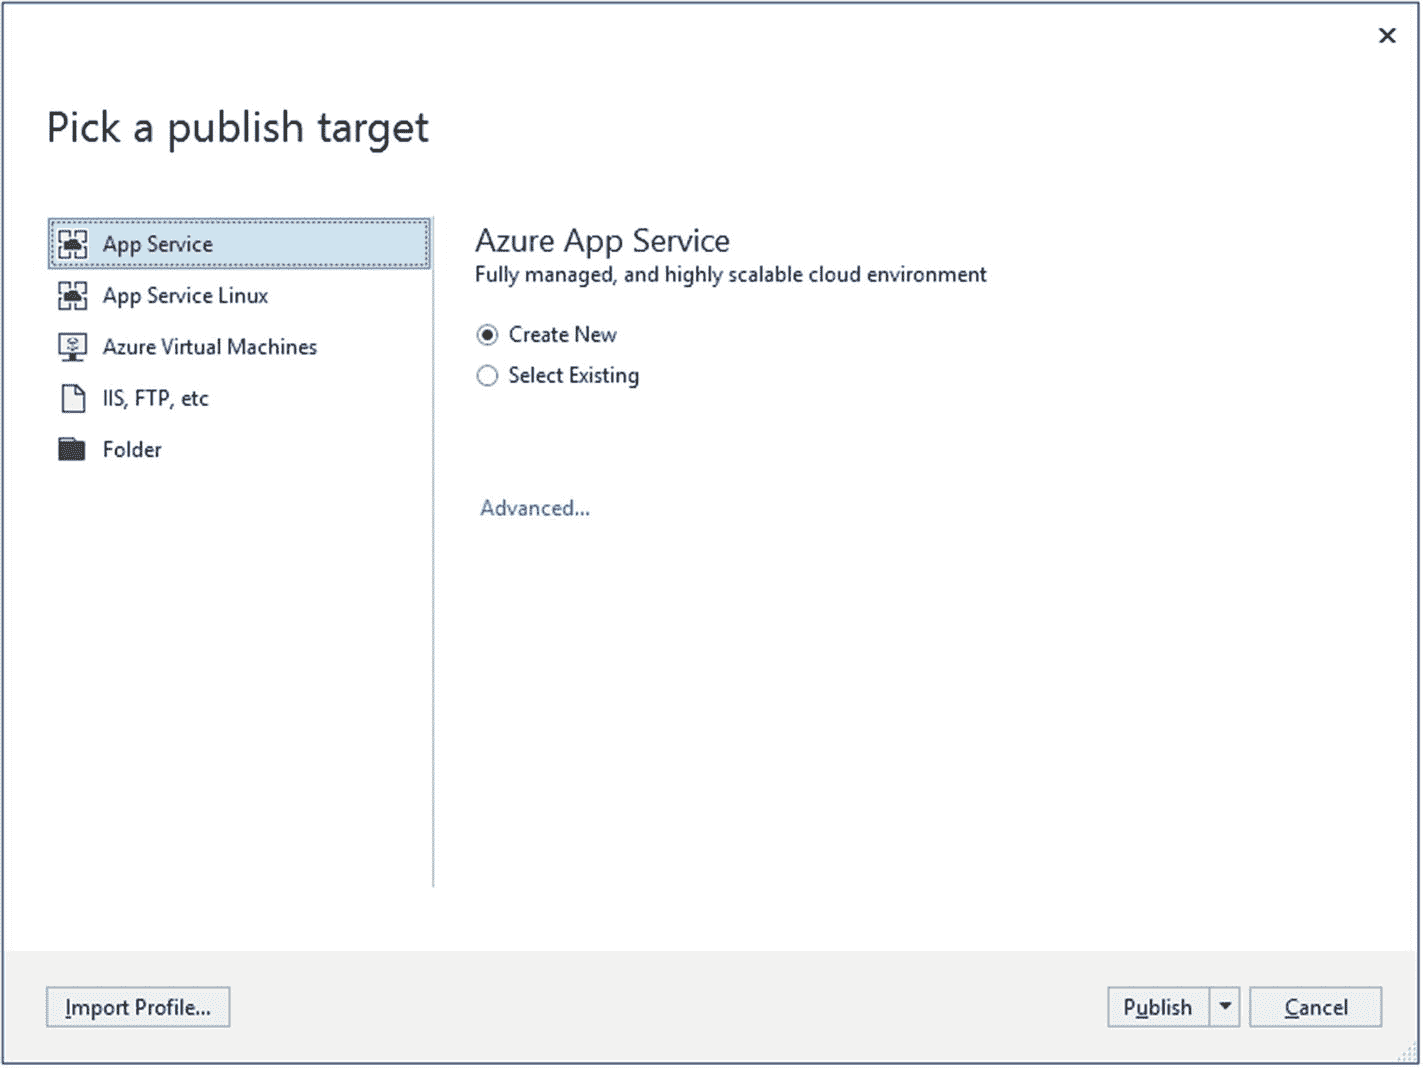 Pick a publish target
App Service
App Service Linux
Azure Virtual Machines
IIS, FTP, etc
Folder
Azure App Service
Fully managed, and highly scalable cloud environment
Create New
Select Existing
Advanced...
Import Profile...
Publish
Cancel